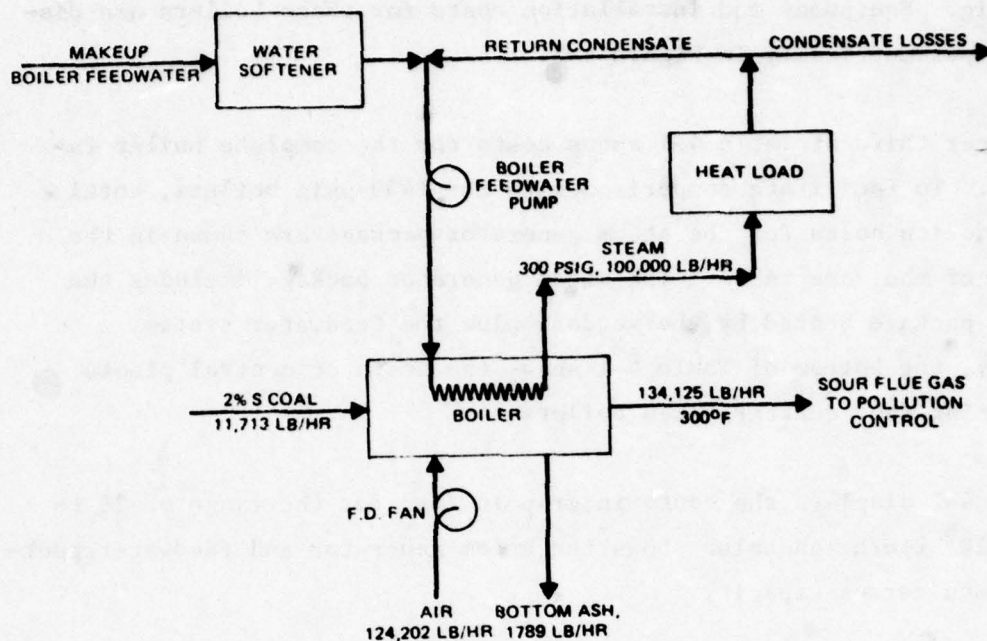 MAKEUP
BOILER FEEDWATER
WATER
SOFTENER
RETURN CONDENSATE
CONDENSATE LOSSES
BOILER
FEEDWATER
PUMP
HEAT LOAD
STEAM
300 PSIG, 100,000 LB/HR
2% S COAL
11,713 LB/HR
BOILER
134,125 LB/HR
300ºF
SOUR FLUE GAS
TO POLLUTION
CONTROL
F.D. FAN
AIR
124,202 LB/HR
BOTTOM ASH,
1789 LB/HR